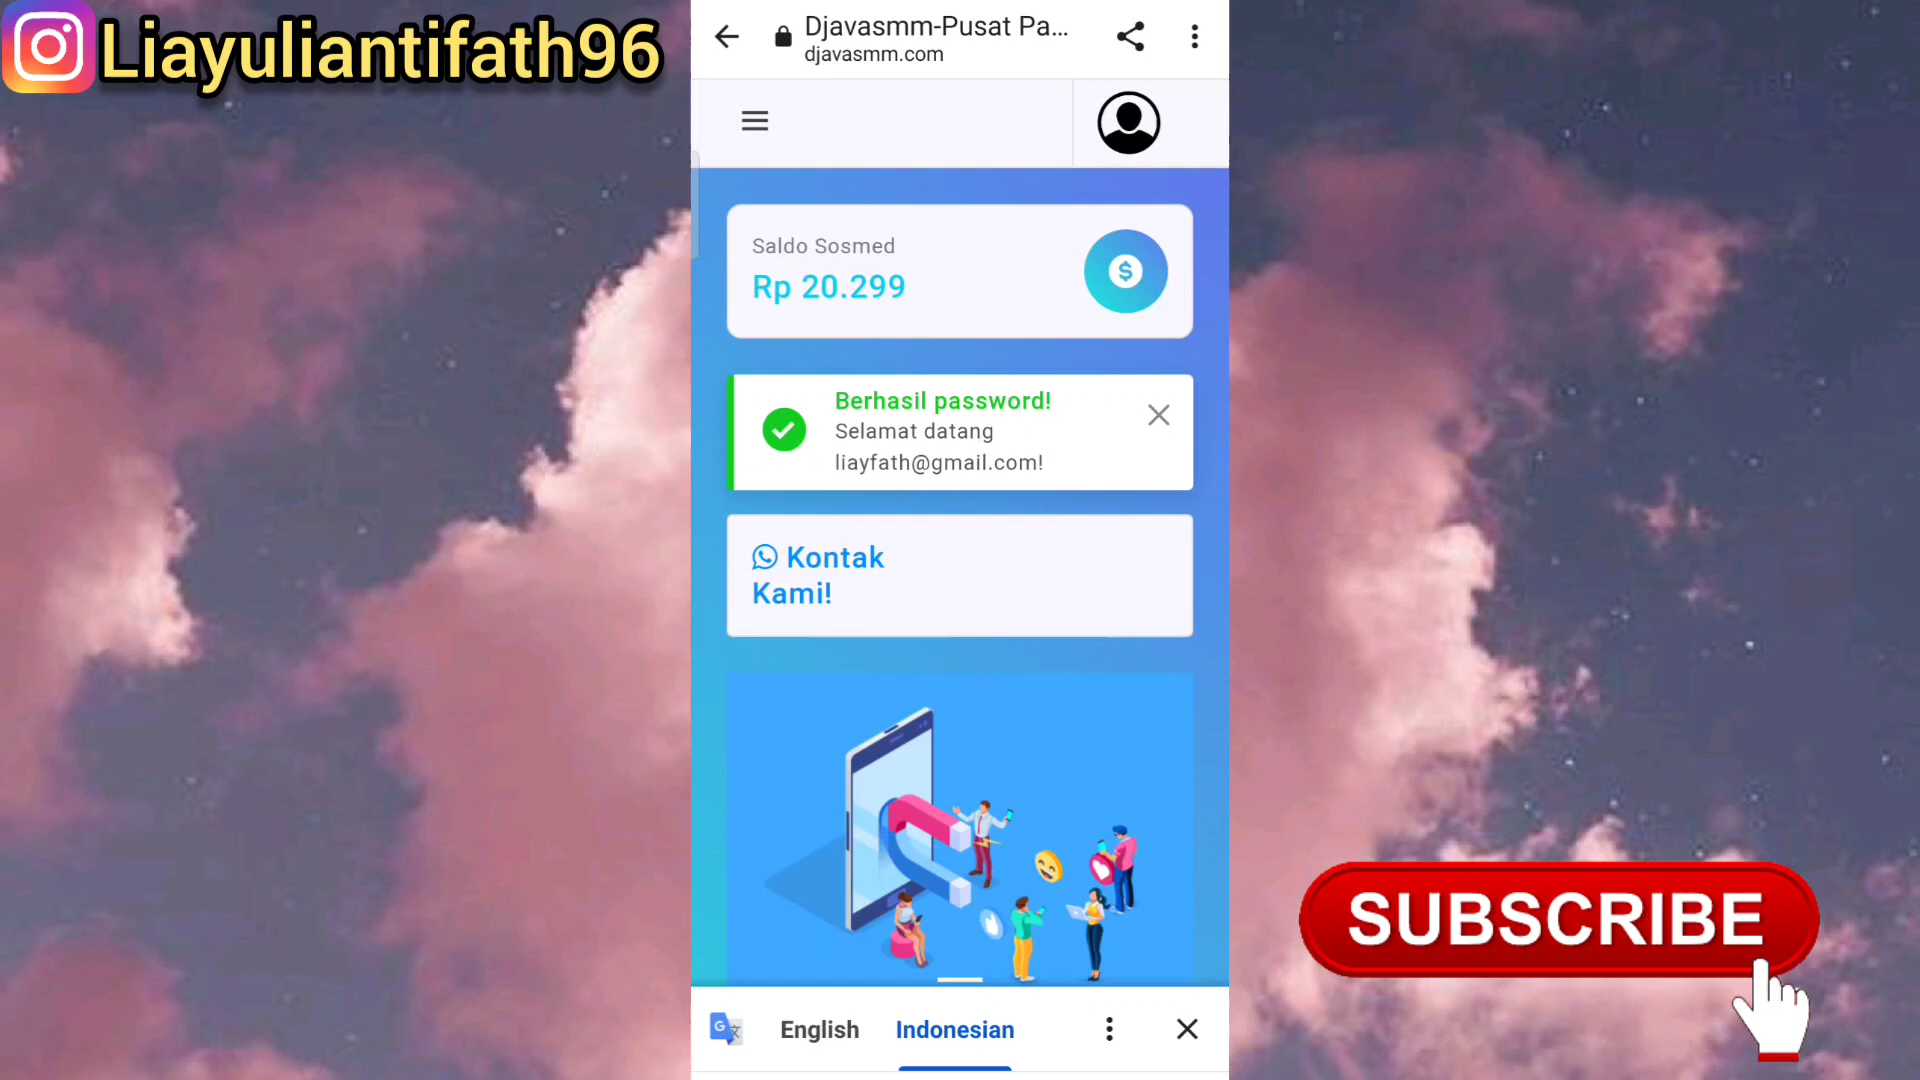 Liayuliantifath96
Djavasmm-Pusat Pa...
djavasmm.com
Saldo Sosmed
Rp 20.299
$
Berhasil password!
Selamat datang
liayfath@gmail.com!
Kontak
Kami!
SUBSCRIBE
English
Indonesian